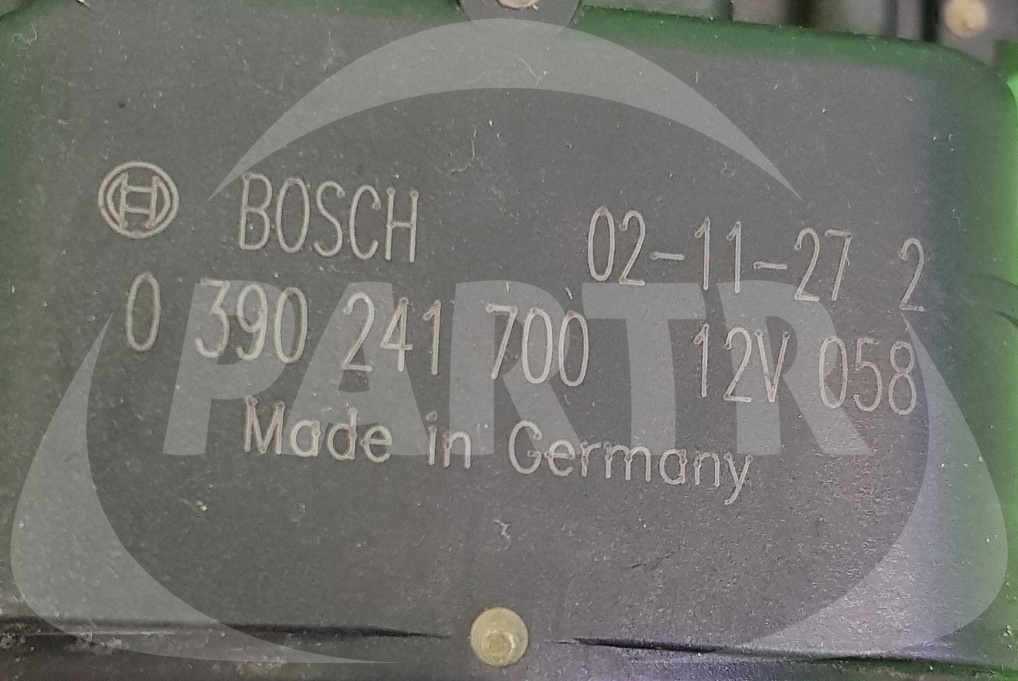 BOSCH 02-11-27 2
0 390 241 700 12V 058
Made in Germany
PARTR